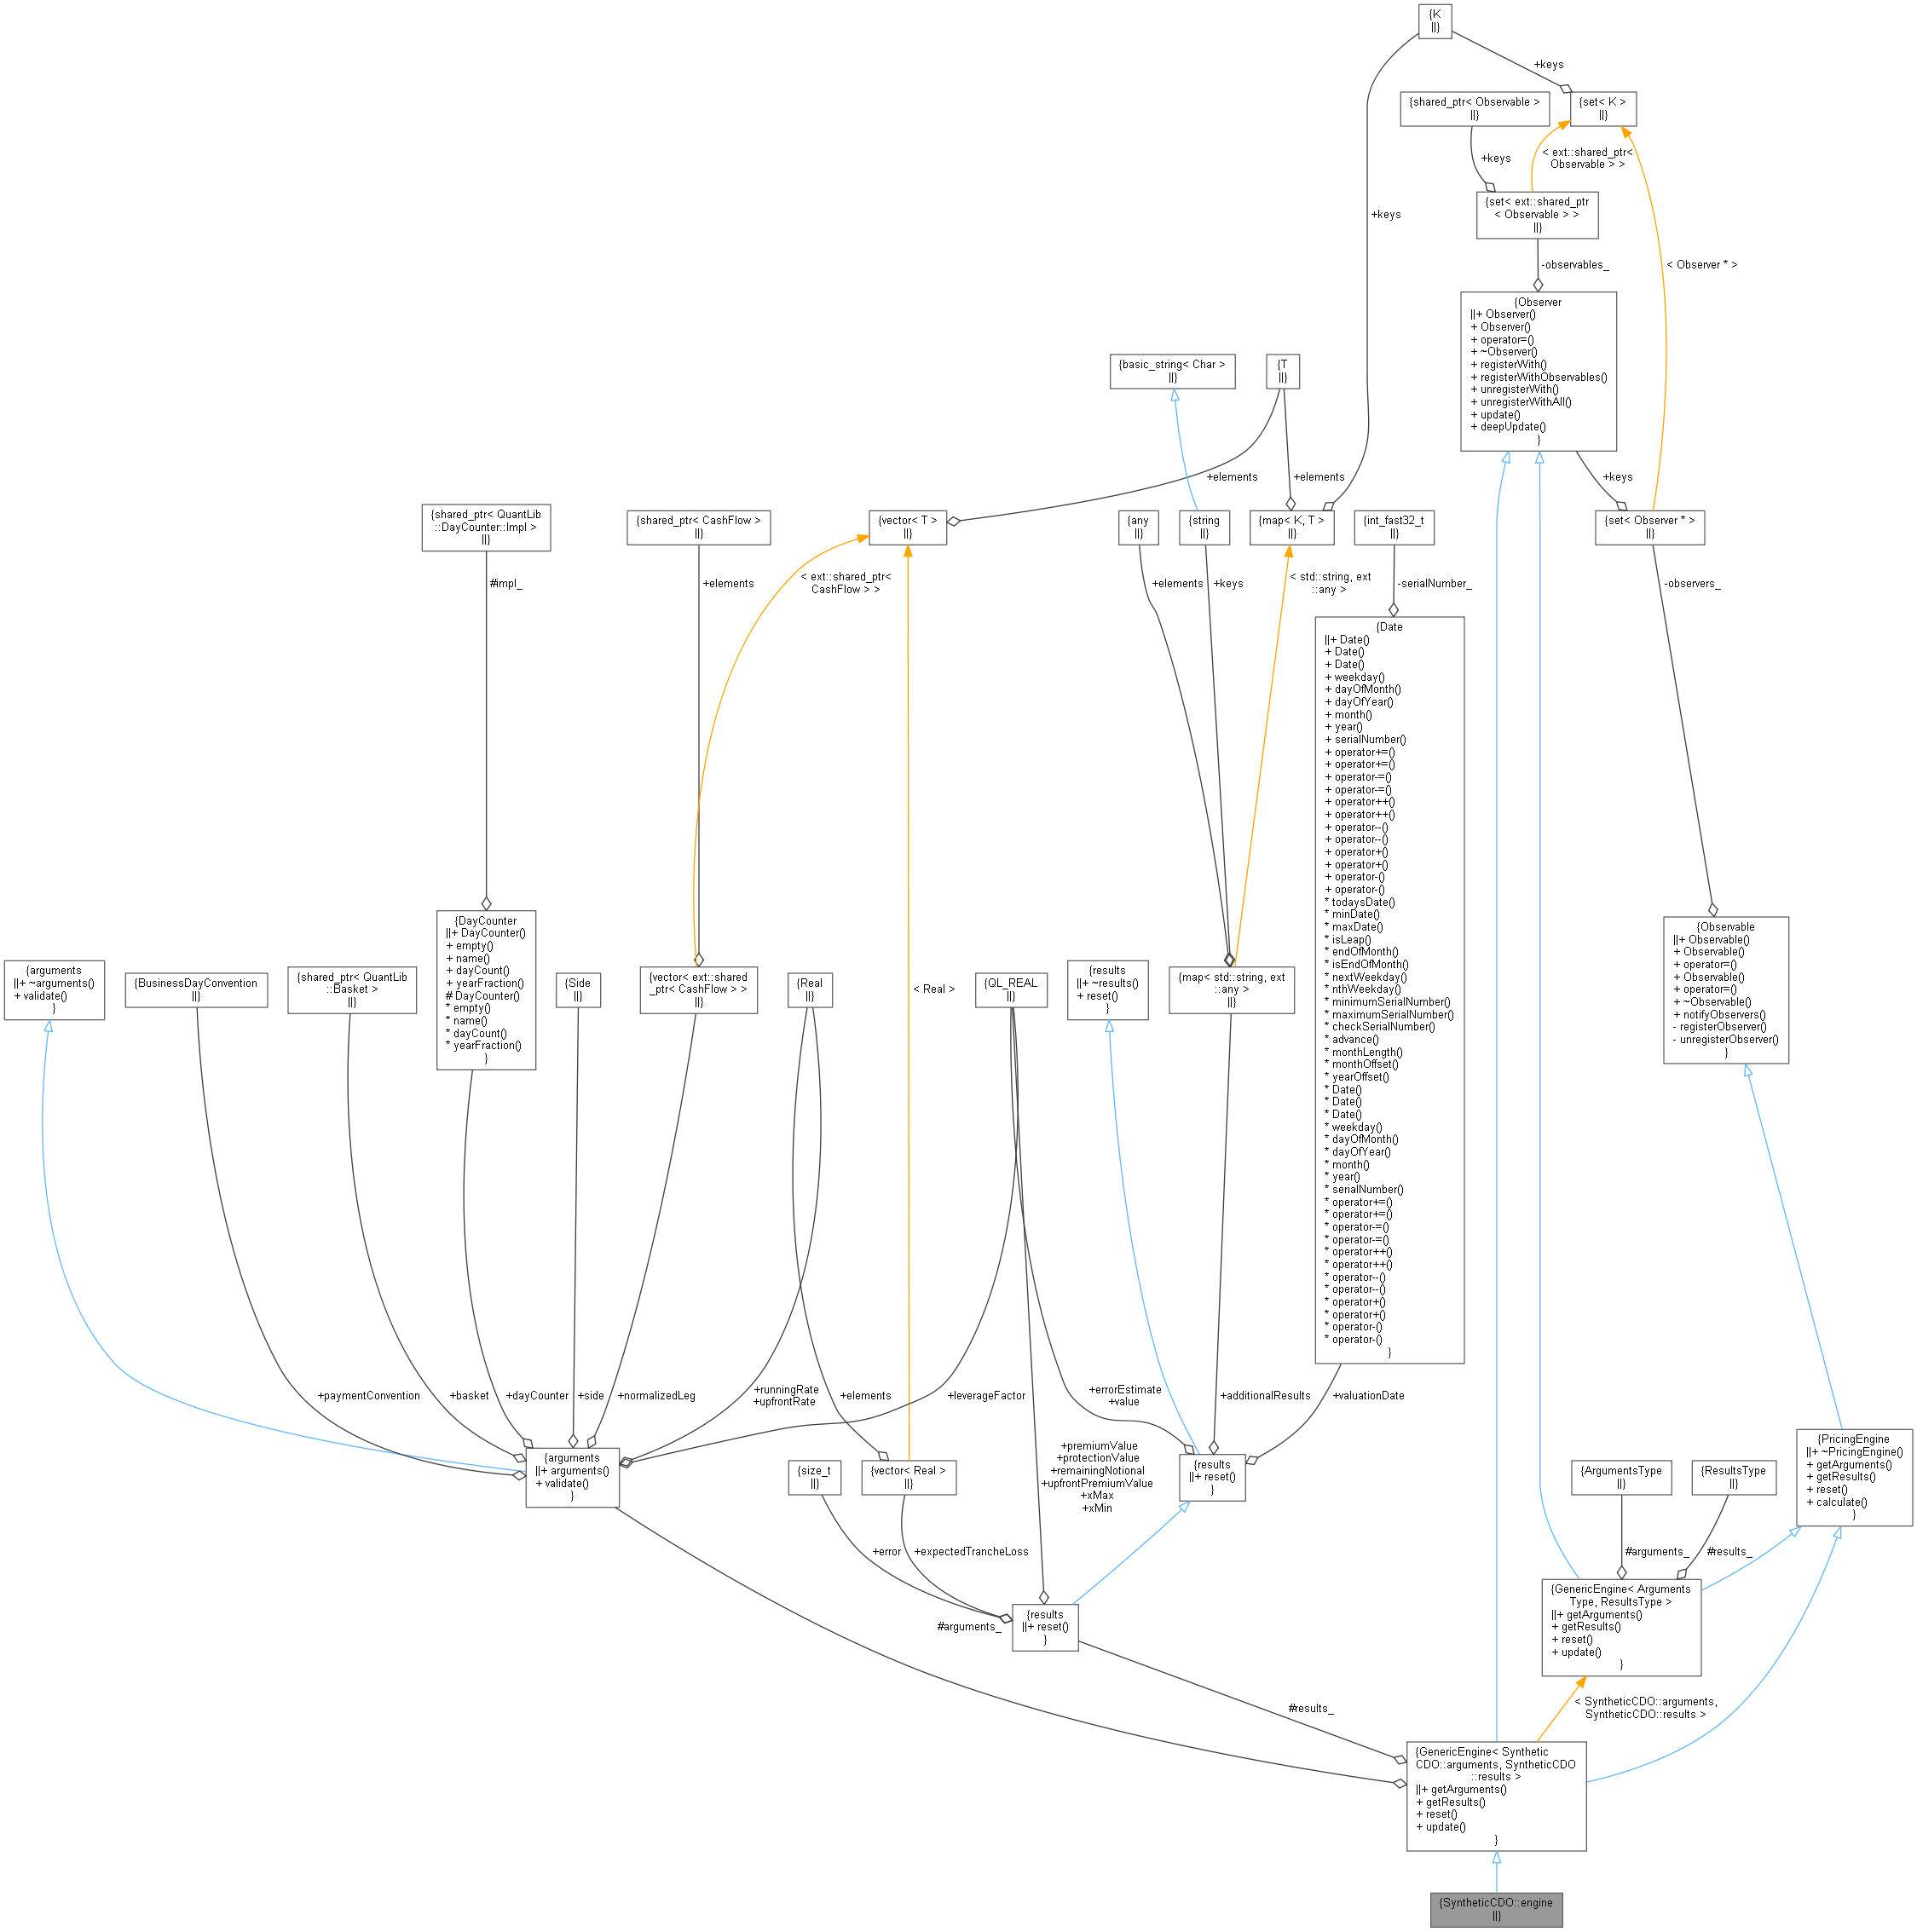 {K
||}
+keys
{shared_ptr< Observable >
||}
{set< K >
||}
+keys
< ext::shared_ptr<
Observable > >
{set< ext::shared_ptr
< Observable > >
||}
+keys
-observables_
< Observer * >
{Observer
||+ Observer()
+ Observer()
+ operator=()
+ ~Observer()
+ registerWith()
+ registerWithObservables()
+ unregisterWith()
+ unregisterWithAll()
+ update()
+ deepUpdate()
}
{basic_string< Char >
||}
{T
||}
+elements
+elements
+keys
{shared_ptr< QuantLib
::DayCounter::Impl >
||}
{shared_ptr< CashFlow >
||}
{vector< T >
||}
{any
||}
{string
||}
{map< K, T >
||}
{int_fast32_t
||}
{set< Observer * >
||}
#impl_
+elements
< ext::shared_ptr<
CashFlow > >
+elements
+keys
< std::string, ext
::any >
-serialNumber_
-observers_
{Date
||+ Date()
+ Date()
+ Date()
+ weekday()
+ dayOfMonth()
+ dayOfYear()
+ month()
+ year()
+ serialNumber()
+ operator+=()
+ operator+=()
+ operator-=()
+ operator-=()
+ operator++()
+ operator++()
+ operator--()
+ operator--()
+ operator+()
+ operator+()
+ operator-()
+ operator-()
* todaysDate()
* minDate()
* maxDate()
* isLeap()
* endOfMonth()
* isEndOfMonth()
* nextWeekday()
* nthWeekday()
* minimumSerialNumber()
* maximumSerialNumber()
* checkSerialNumber()
* advance()
* monthLength()
* monthOffset()
* yearOffset()
* Date()
* Date()
* Date()
* weekday()
* dayOfMonth()
* dayOfYear()
* month()
* year()
* serialNumber()
* operator+=()
* operator+=()
* operator-=()
* operator-=()
* operator++()
* operator++()
* operator--()
* operator--()
* operator+()
* operator+()
* operator-()
* operator-()
}
{arguments
||+ ~arguments()
+ validate()
}
{BusinessDayConvention
||}
{shared_ptr< QuantLib
::Basket >
||}
{DayCounter
||+ DayCounter()
+ empty()
+ name()
+ dayCount()
+ yearFraction()
# DayCounter()
* empty()
* name()
* dayCount()
* yearFraction()
}
{Side
||}
{vector< ext::shared
_ptr< CashFlow > >
||}
{Real
||}
< Real >
{QL_REAL
||}
{results
||+ ~results()
+ reset()
}
{map< std::string, ext
::any >
||}
{Observable
||+ Observable()
+ Observable()
+ operator=()
+ Observable()
+ operator=()
+ ~Observable()
+ notifyObservers()
- registerObserver()
- unregisterObserver()
}
+paymentConvention
+basket
+dayCounter
+side
+normalizedLeg
+runningRate
+upfrontRate
+elements
+leverageFactor
+errorEstimate
+value
+additionalResults
+valuationDate
{arguments
||+ arguments()
+ validate()
}
{size_t
||}
{vector< Real >
||}
+premiumValue
+protectionValue
+remainingNotional
+upfrontPremiumValue
+xMax
+xMin
{results
||+ reset()
}
{ArgumentsType
||}
{ResultsType
||}
{PricingEngine
||+ ~PricingEngine()
+ getArguments()
+ getResults()
+ reset()
+ calculate()
}
+error
+expectedTrancheLoss
#arguments_
#results_
#arguments_
{results
||+ reset()
}
{GenericEngine< Arguments
Type, ResultsType >
||+ getArguments()
+ getResults()
+ reset()
+ update()
}
#results_
< SyntheticCDO::arguments,
SyntheticCDO::results >
{GenericEngine< Synthetic
CDO::arguments, SyntheticCDO
::results >
||+ getArguments()
+ getResults()
+ reset()
+ update()
}
{SyntheticCDO::engine
||}